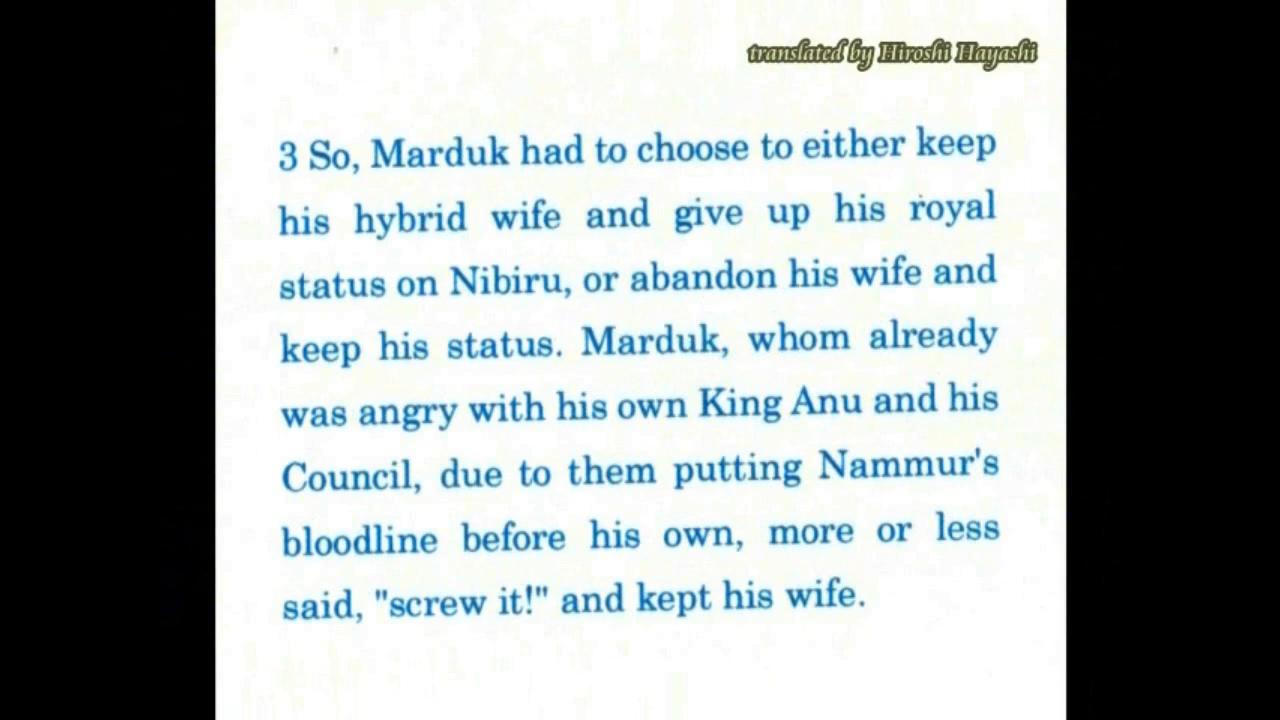 translated by Hiroshi Hayashi
3 So, Marduk had to choose to either keep
his hybrid wife and give up his royal
status on Nibiru, or abandon his wife and
keep his status. Marduk, whom already
was angry with his own King Anu and his
Council, due to them putting Nammur's
bloodline before his own, more or less
said, "screw it!" and kept his wife.